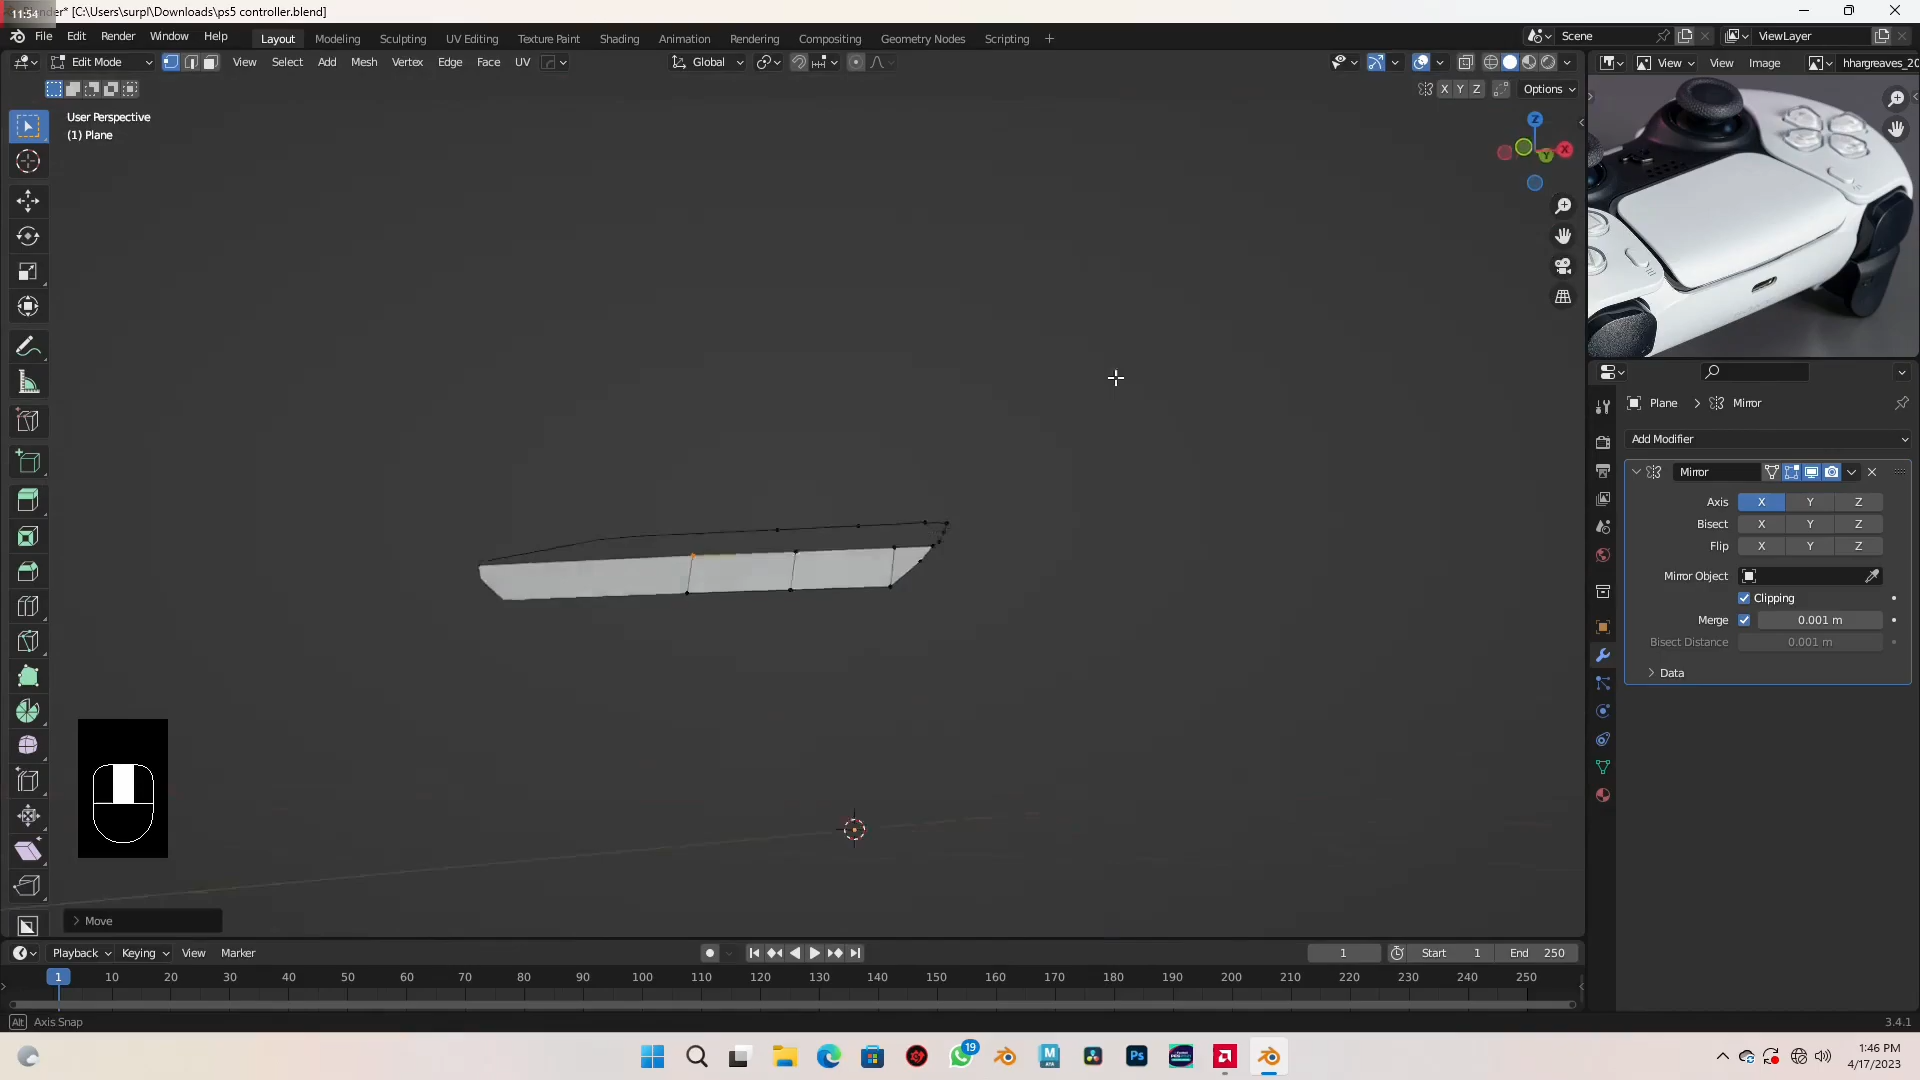 11:54
nder* [C:\Users\surpl\Downloads\ps5 controller.blend]
File Edit Render Window Help Layout Modeling Sculpting UV Editing Texture Paint Shading Animation Rendering Compositing Geometry Nodes Scripting + Scene ViewLayer
Edit Mode View Select Add Mesh Vertex Edge Face UV Global View View Image hhargreaves_20
X Y Z Options
User Perspective
(1) Plane
Z
X
Y
Plane > Mirror
Add Modifier
Mirror
Axis X Y Z
Bisect X Y Z
Flip X Y Z
Mirror Object
Clipping
Merge 0.001 m
Bisect Distance 0.001 m
Data
> Move
Playback Keying View Marker 1 Start 1 End 250
1 10 20 30 40 50 60 70 80 90 100 110 120 130 140 150 160 170 180 190 200 210 220 230 240 250
Alt Axis Snap 3.4.1
19
M
AYA
Ps
1:46 PM
4/17/2023